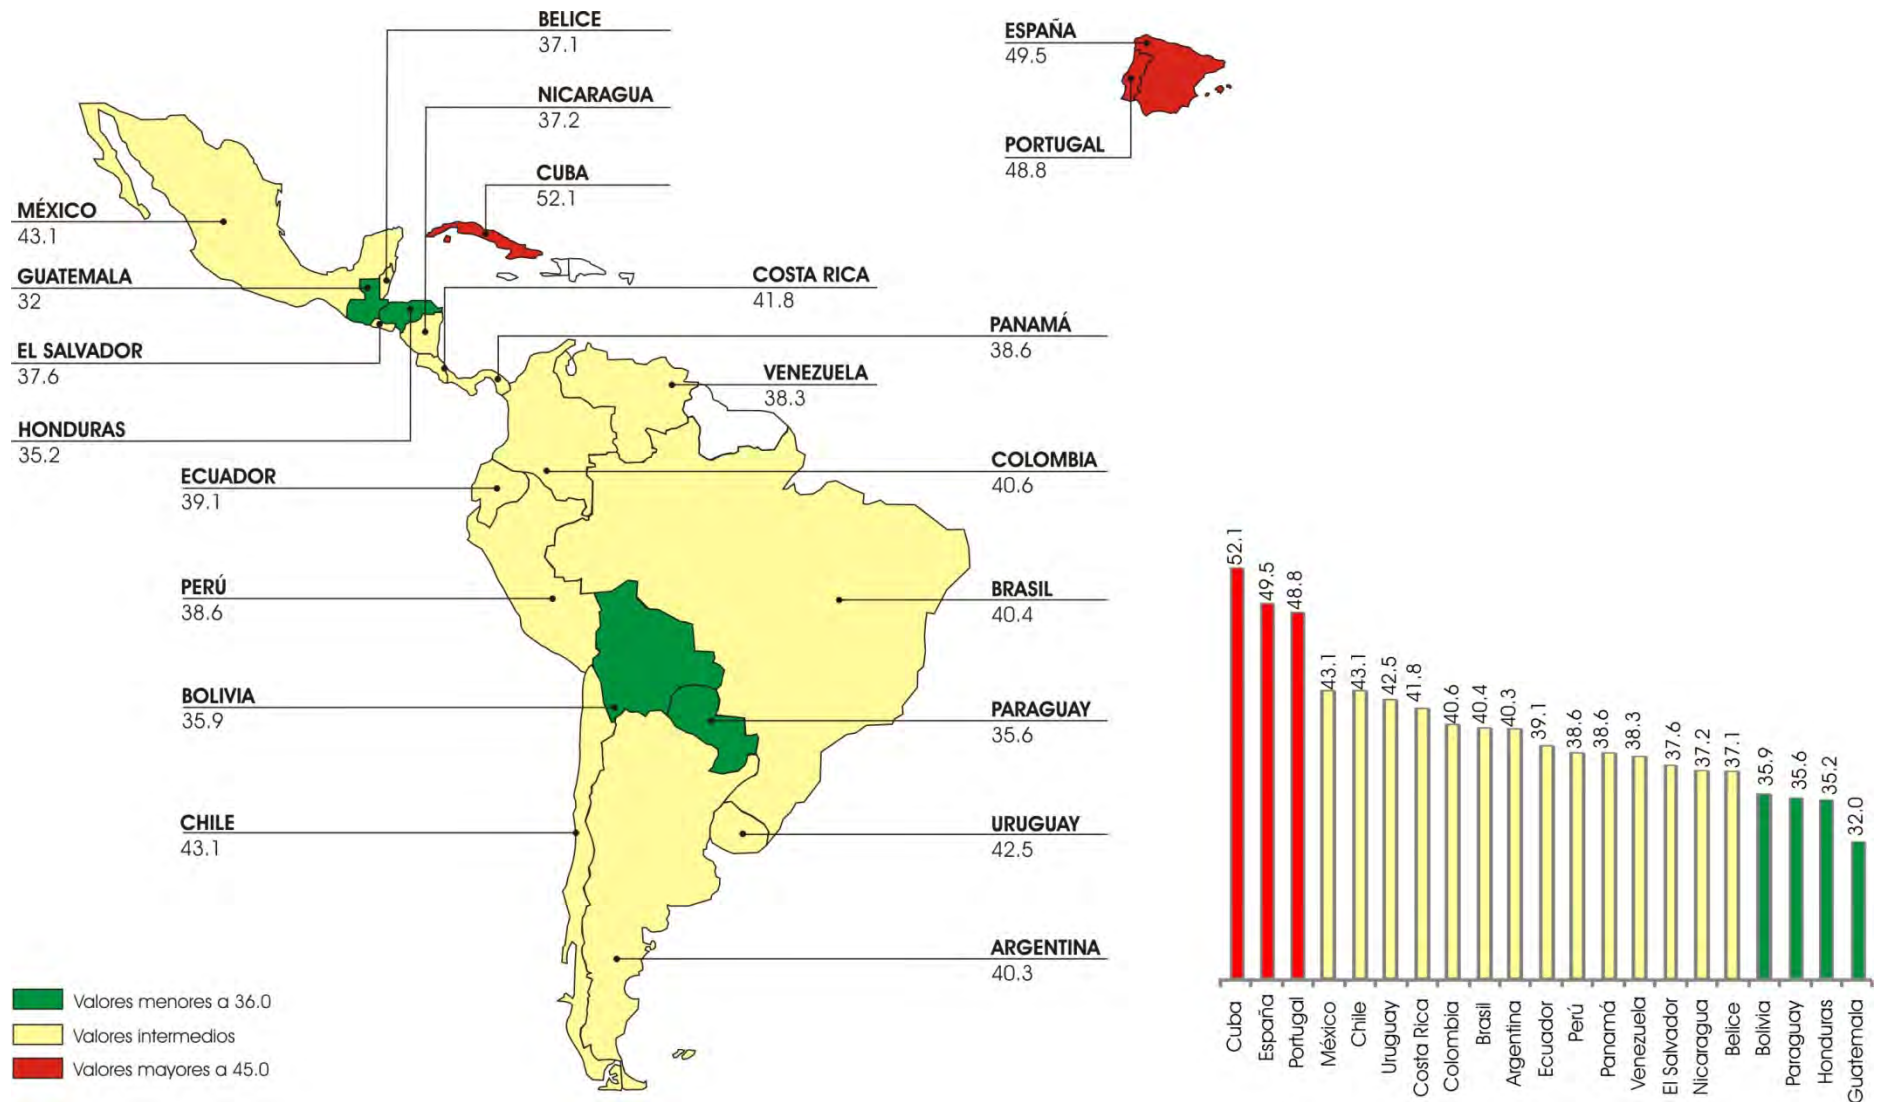 BELICE
37.1
NICARAGUA
37.2
CUBA
52.1
MÉXICO
43.1
GUATEMALA
32
EL SALVADOR
37.6
HONDURAS
35.2
COSTA RICA
41.8
PANAMÁ
38.6
VENEZUELA
38.3
COLOMBIA
40.6
ECUADOR
39.1
PERÚ
38.6
BRASIL
40.4
BOLIVIA
35.9
PARAGUAY
35.6
CHILE
43.1
URUGUAY
42.5
ARGENTINA
40.3
ESPAÑA
49.5
PORTUGAL
48.8
Valores menores a 36.0
Valores intermedios
Valores mayores a 45.0
52.1
49.5
48.8
43.1
43.1
42.5
41.8
40.6
40.4
40.3
39.1
38.6
38.6
38.3
37.6
37.2
37.1
35.9
35.6
35.2
32.0
Cuba
España
Portugal
México
Chile
Uruguay
Costa Rica
Colombia
Brasil
Argentina
Ecuador
Perú
Panamá
Venezuela
El Salvador
Nicaragua
Belice
Bolivia
Paraguay
Honduras
Guatemala